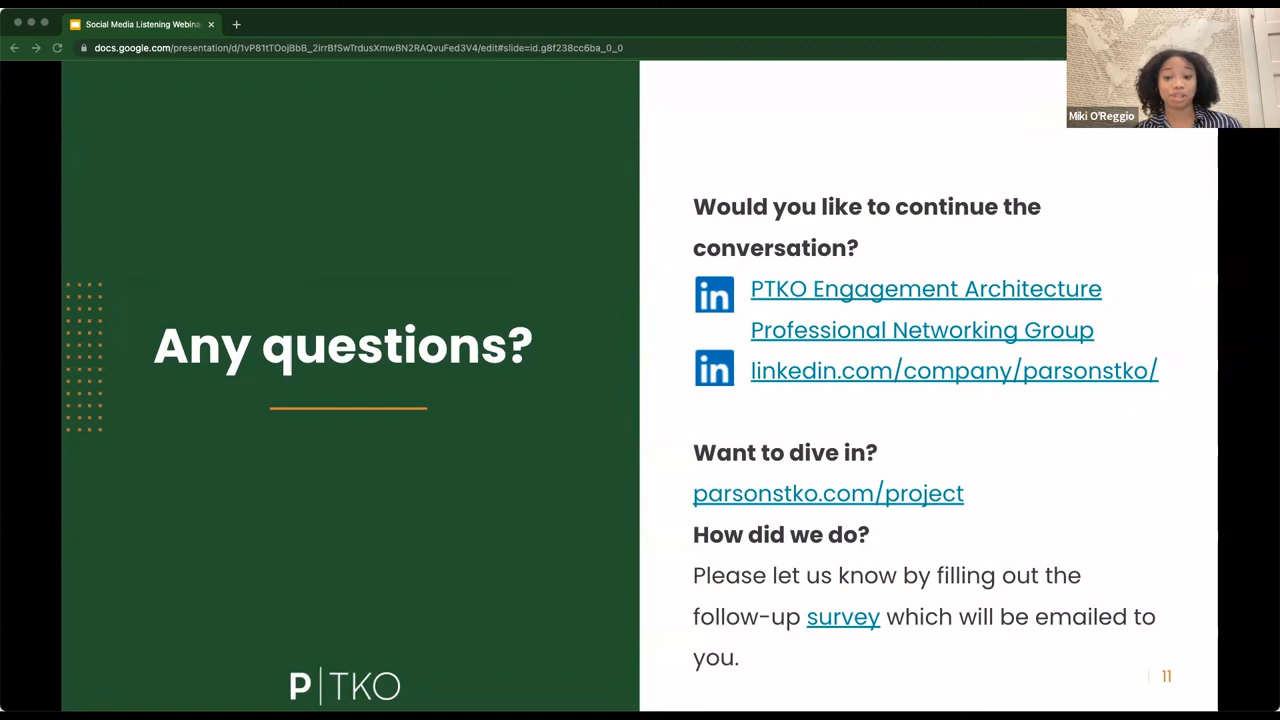 Social Media Listening Webina
docs.google.com/presentation/d/1vP81tTOojBbB_2irrBfSwTrdusXmwBN2RAQvuFed3V4/edit#slide=id.g8f238cc6ba_0_0
Miki O'Reggio
Any questions?
P|TKO
Would you like to continue the
conversation?
in PTKO Engagement Architecture
Professional Networking Group
in linkedin.com/company/parsonstko/
Want to dive in?
parsonstko.com/project
How did we do?
Please let us know by filling out the
follow-up survey which will be emailed to
you.
11